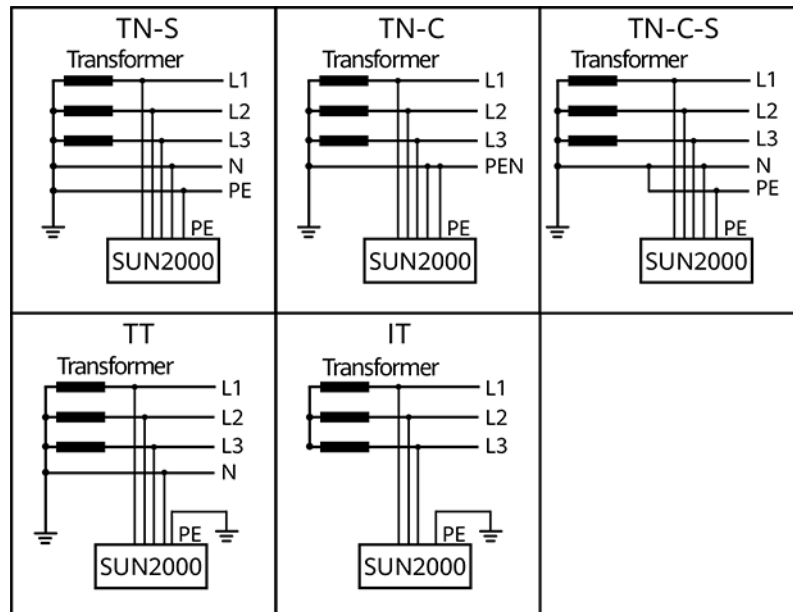 TN-S
Transformer
L1
L2
L3
N
PE
PE
SUN2000
TN-C
Transformer
L1
L2
L3
PEN
PE
SUN2000
TN-C-S
Transformer
L1
L2
L3
N
PE
PE
SUN2000
TT
Transformer
L1
L2
L3
N
PE
SUN2000
IT
Transformer
L1
L2
L3
PE
SUN2000